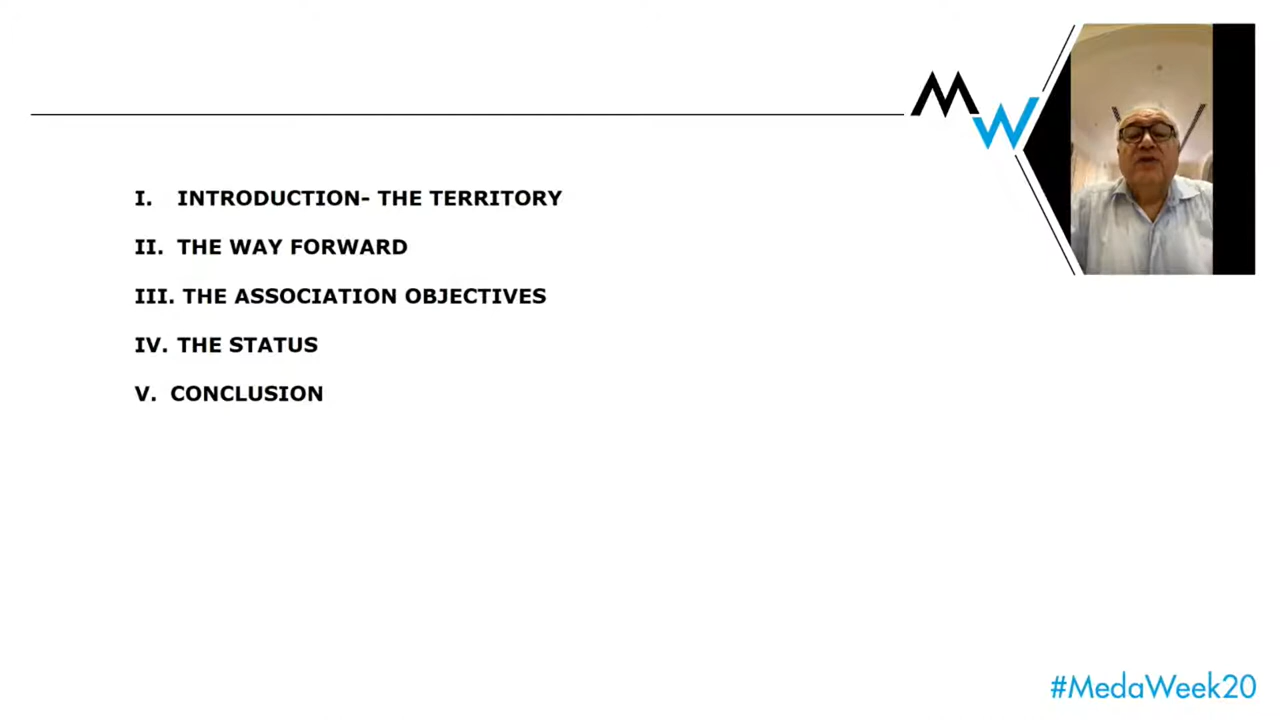 MW
I. INTRODUCTION- THE TERRITORY
II. THE WAY FORWARD
III. THE ASSOCIATION OBJECTIVES
IV. THE STATUS
V. CONCLUSION
#MedaWeek20